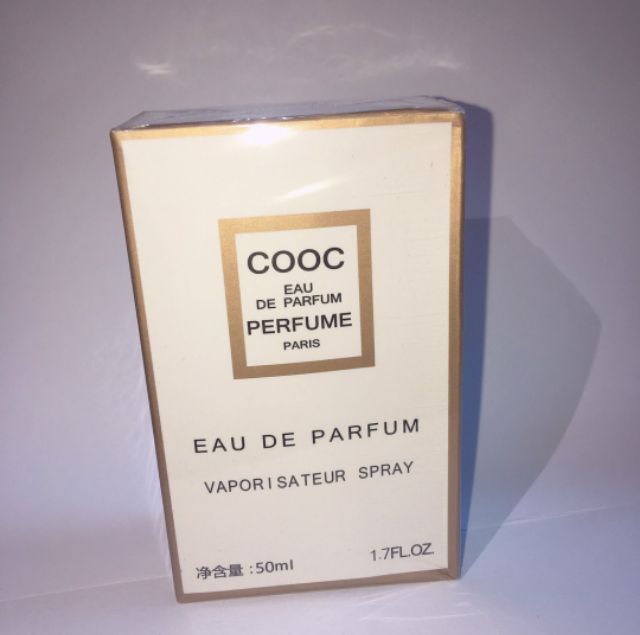 COOC
EAU
DE PARFUM
PERFUME
PARIS
EAU DE PARFUM
VAPORISATEUR SPRAY
净含量:50ml
1.7FL.OZ.